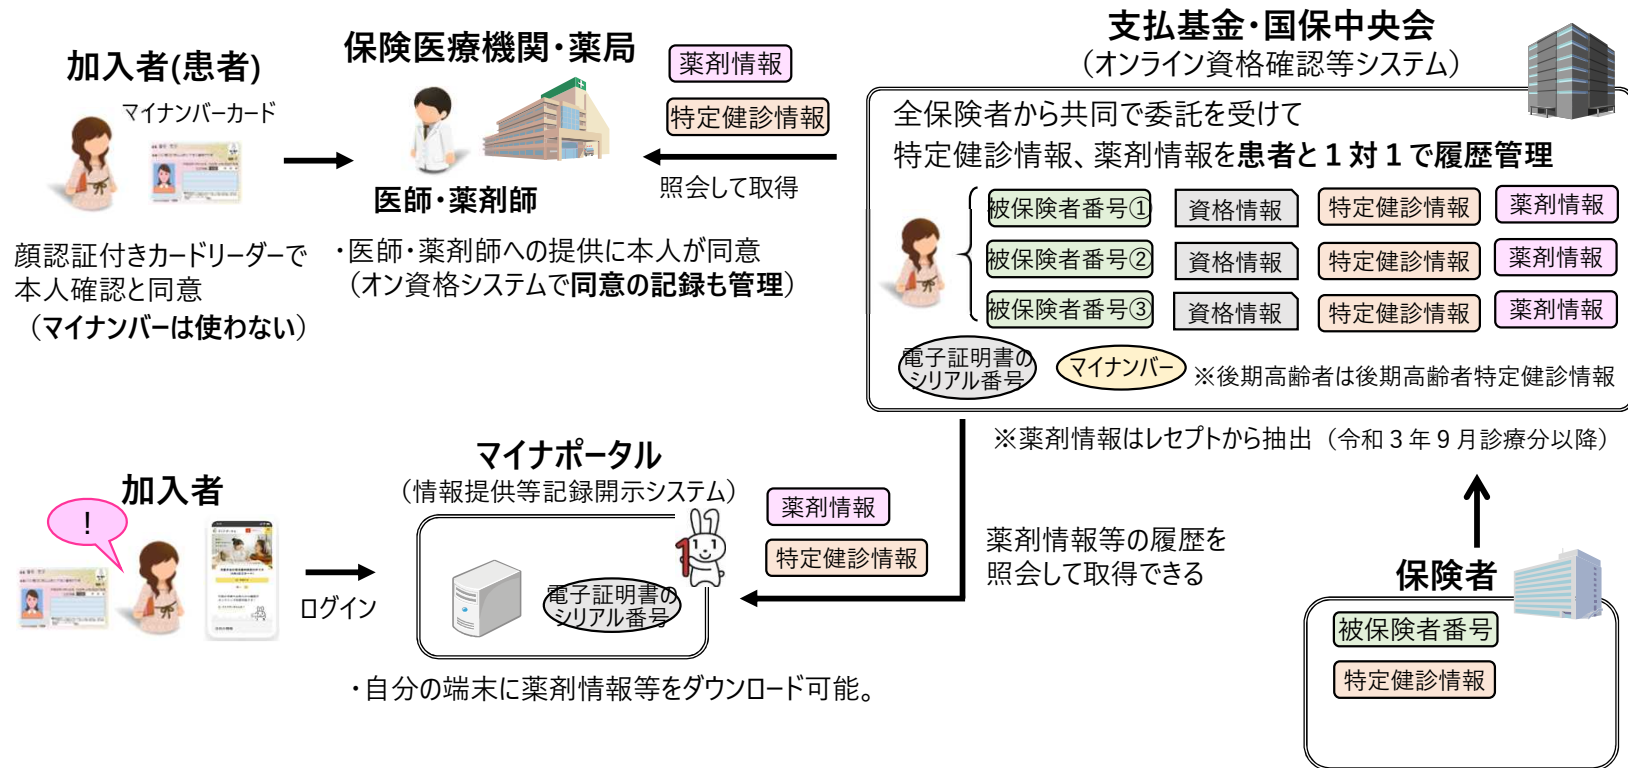 支払基金・国保中央会
（オンライン資格確認等システム）
加入者(患者)
マイナンバーカード
保険医療機関・薬局
薬剤情報
特定健診情報
照会して取得
医師・薬剤師
・医師・薬剤師への提供に本人が同意
（オン資格システムで同意の記録も管理）
顔認証付きカードリーダーで
本人確認と同意
（マイナンバーは使わない）
全保険者から共同で委託を受けて
特定健診情報、薬剤情報を患者と１対１で履歴管理
被保険者番号① 資格情報 特定健診情報 薬剤情報
被保険者番号② 資格情報 特定健診情報 薬剤情報
被保険者番号③ 資格情報 特定健診情報 薬剤情報
電子証明書の
シリアル番号
マイナンバー
※後期高齢者は後期高齢者特定健診情報
※薬剤情報はレセプトから抽出（令和３年９月診療分以降）
加入者
!
ログイン
マイナポータル
（情報提供等記録開示システム）
電子証明書の
シリアル番号
薬剤情報
特定健診情報
・自分の端末に薬剤情報等をダウンロード可能。
薬剤情報等の履歴を
照会して取得できる
保険者
被保険者番号
特定健診情報